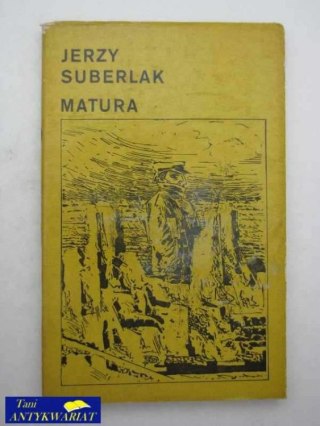 JERZY
SUBERLAK
MATURA
Tani
ANTYKWARIAT